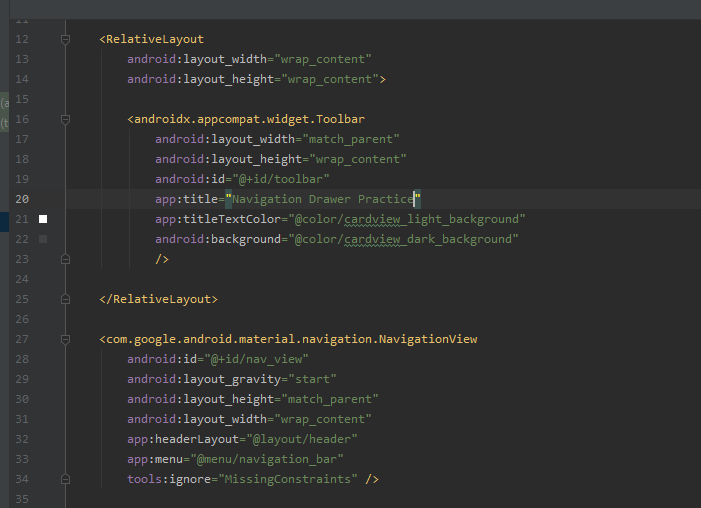 11
12 <RelativeLayout
13 android:layout_width="wrap_content"
14 android:layout_height="wrap_content">
15
16 <androidx.appcompat.widget.Toolbar
17 android:layout_width="match_parent"
18 android:layout_height="wrap_content"
19 android:id="@+id/toolbar"
20 app:title="Navigation Drawer Practice"
21 app:titleTextColor="@color/cardview_light_background"
22 android:background="@color/cardview_dark_background"
23 />
24
25 </RelativeLayout>
26
27 <com.google.android.material.navigation.NavigationView
28 android:id="@+id/nav_view"
29 android:layout_gravity="start"
30 android:layout_height="match_parent"
31 android:layout_width="wrap_content"
32 app:headerLayout="@layout/header"
33 app:menu="@menu/navigation_bar"
34 tools:ignore="MissingConstraints" />
35
(a
(t